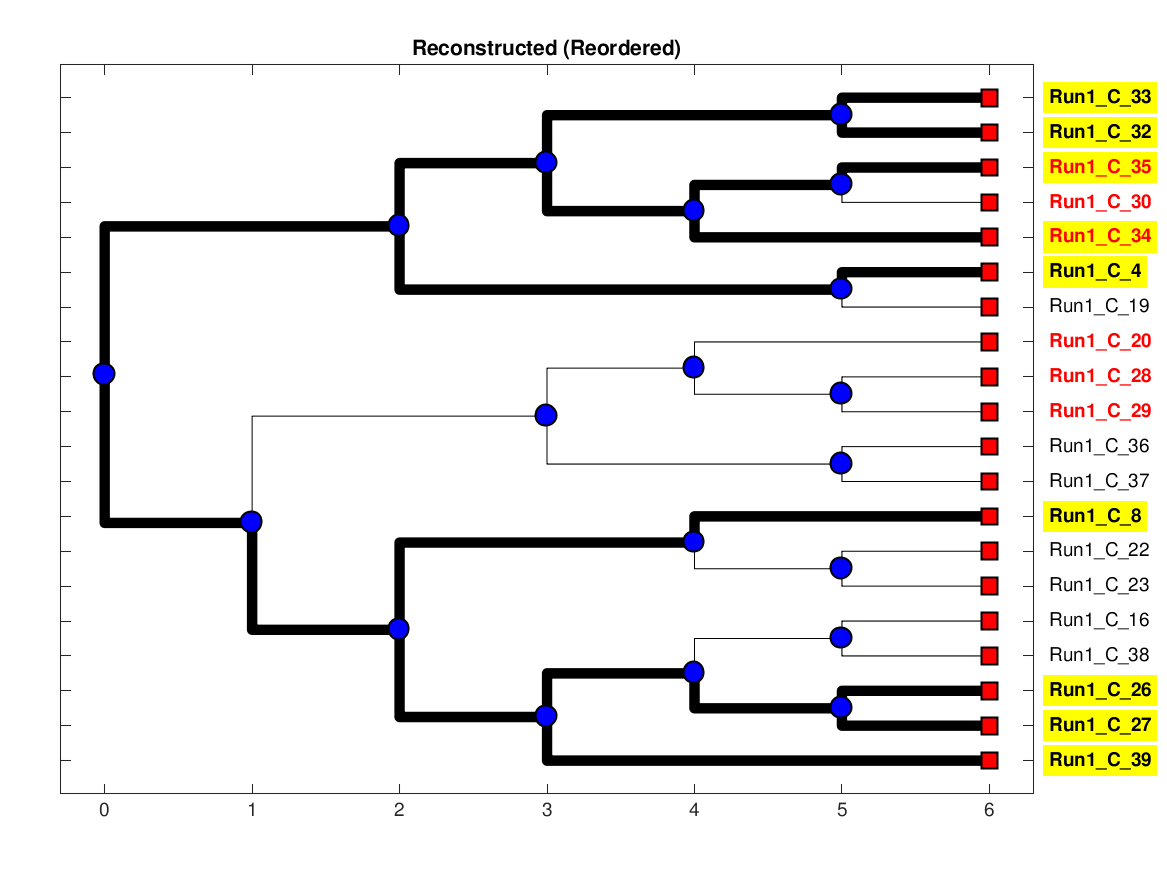 Reconstructed (Reordered)
Run1_C_33
Run1_C_32
Run1_C_35
Run1_C_30
Run1_C_34
Run1_C_4
Run1_C_19
Run1_C_20
Run1_C_28
Run1_C_29
Run1_C_36
Run1_C_37
Run1_C_8
Run1_C_22
Run1_C_23
Run1_C_16
Run1_C_38
Run1_C_26
Run1_C_27
Run1_C_39
0 1 2 3 4 5 6